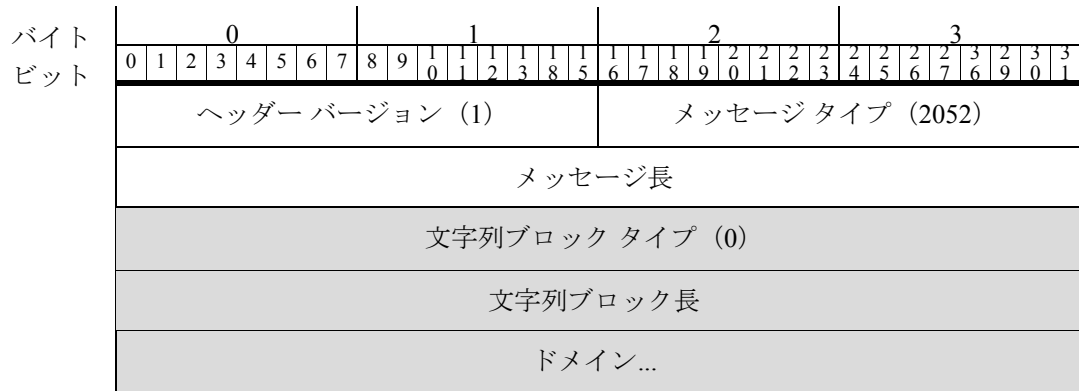 バイト 0 1 2 3
ビット 0 1 2 3 4 5 6 7 8 9 10 11 12 13 18 15 16 17 18 19 20 21 22 23 24 25 26 27 36 29 30 31
ヘッダー バージョン（1） メッセージ タイプ（2052）
メッセージ長
文字列ブロック タイプ（0）
文字列ブロック長
ドメイン...